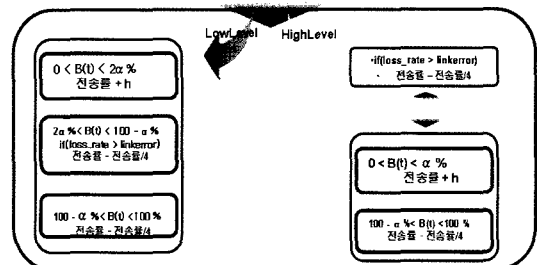 LowLevel
HighLevel
0 < B(t) < 2α %
전송률 + h
2α %< B(t) < 100 - α %
if(loss_rate > linkerror)
전송률 - 전송률/4
100 - α %< B(t) <100 %
전송률 - 전송률/4
·if(loss_rate > linkerror)
· 전송률 - 전송률/4
0 < B(t) < α %
전송률 + h
100 - α %< B(t) <100 %
전송률 - 전송률/4